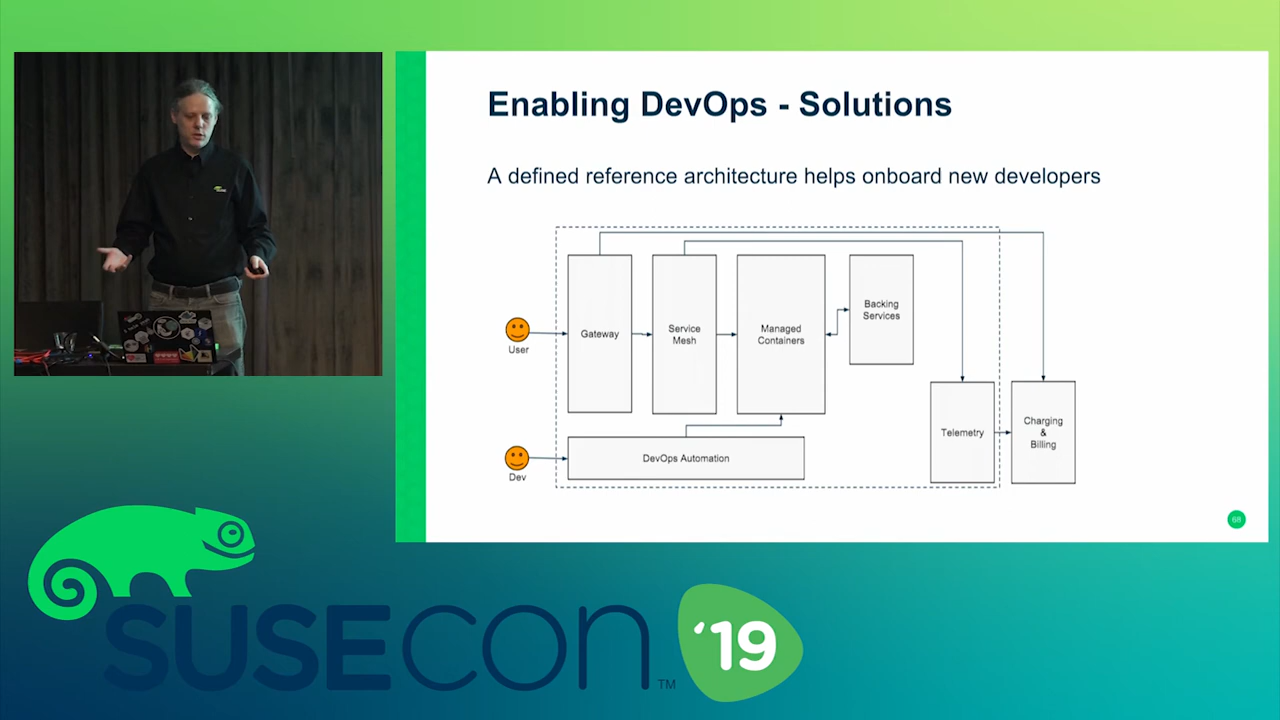 Enabling DevOps - Solutions
A defined reference architecture helps onboard new developers
User
Gateway
Service
Mesh
Managed
Containers
Backing
Services
Telemetry
Charging
&
Billing
Dev
DevOps Automation
68
SUSECON
TM
'19